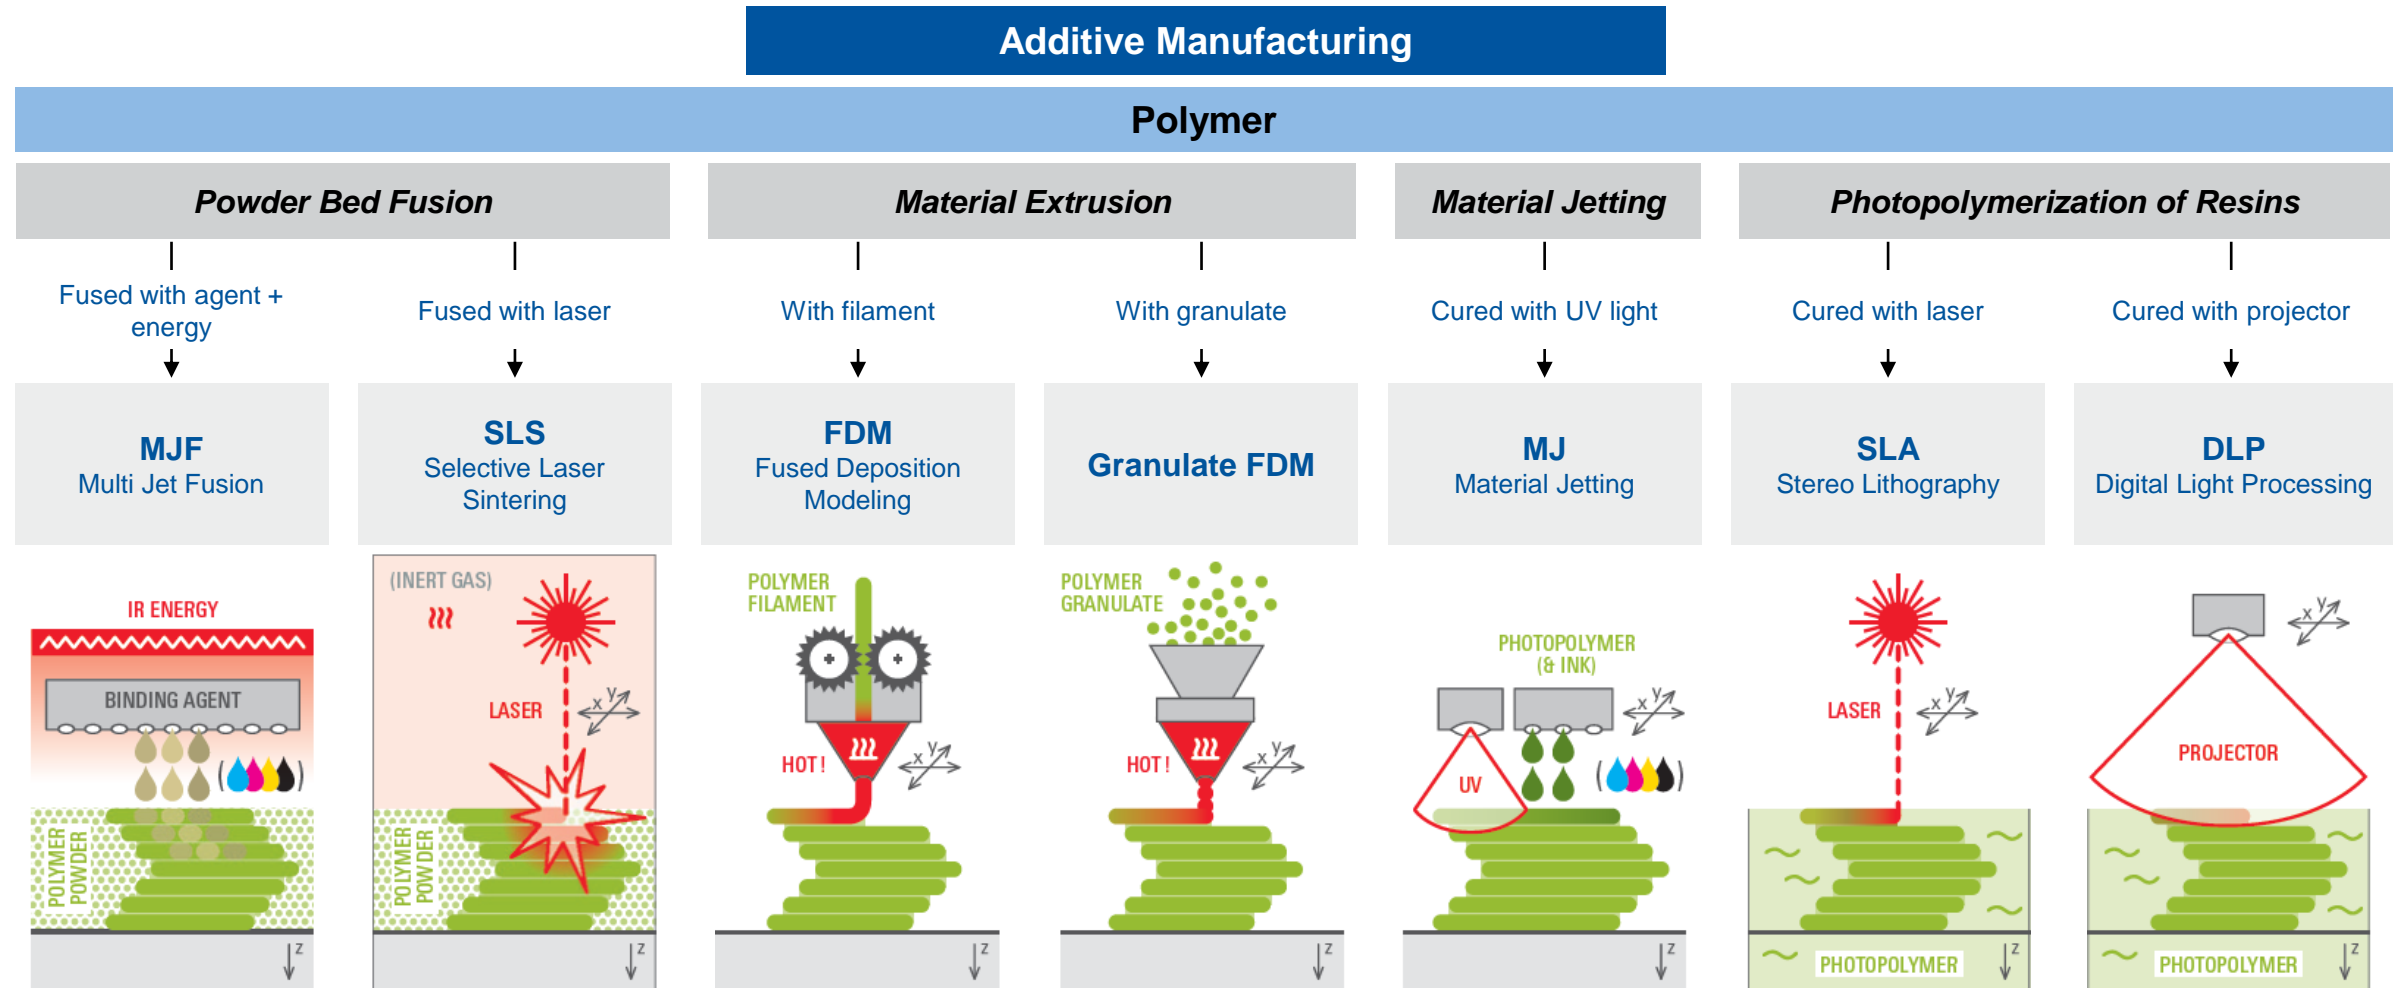 Additive Manufacturing
Polymer
Powder Bed Fusion
Material Extrusion
Material Jetting
Photopolymerization of Resins
Fused with agent +
energy
Fused with laser
With filament
With granulate
Cured with UV light
Cured with laser
Cured with projector
MJF
Multi Jet Fusion
SLS
Selective Laser
Sintering
FDM
Fused Deposition
Modeling
Granulate FDM
MJ
Material Jetting
SLA
Stereo Lithography
DLP
Digital Light Processing
IR ENERGY
BINDING AGENT
POLYMER
POWDER
z
(INERT GAS)
LASER
x
y
POLYMER
POWDER
z
POLYMER
FILAMENT
HOT!
x
y
z
POLYMER
GRANULATE
HOT!
x
y
z
PHOTOPOLYMER
(& INK)
x
y
UV
z
LASER
x
y
PHOTOPOLYMER
z
x
y
PROJECTOR
PHOTOPOLYMER
z